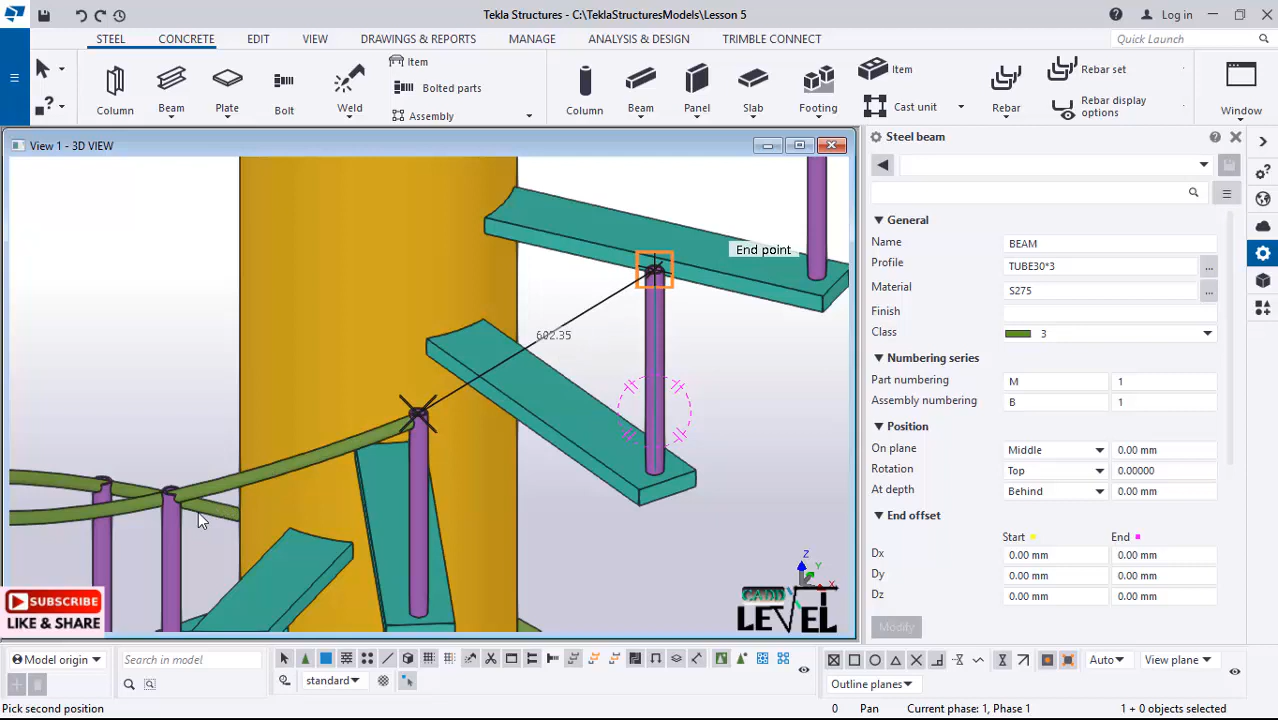 Tekla Structures - C:\TeklaStructuresModels\Lesson 5
Log in
STEEL
CONCRETE
EDIT
VIEW
DRAWINGS & REPORTS
MANAGE
ANALYSIS & DESIGN
TRIMBLE CONNECT
Quick Launch
Column
Beam
Plate
Bolt
Weld
Item
Bolted parts
Assembly
Column
Beam
Panel
Slab
Footing
Item
Cast unit
Rebar
Rebar set
Rebar display
options
Window
View 1 - 3D VIEW
End point
602.35
Steel beam
General
Name
BEAM
Profile
TUBE30*3
...
Material
S275
...
Finish
Class
3
Numbering series
Part numbering
M
1
Assembly numbering
B
1
Position
On plane
Middle
0.00 mm
Rotation
Top
0.00000
At depth
Behind
0.00 mm
End offset
Start
End
Dx
0.00 mm
0.00 mm
Dy
0.00 mm
0.00 mm
Dz
0.00 mm
0.00 mm
Modify
SUBSCRIBE
LIKE & SHARE
Z
Y
X
CADD
LEVEL
Model origin
Search in model
standard
Auto
View plane
Outline planes
Pick second position
0
Pan
Current phase: 1, Phase 1
1 + 0 objects selected